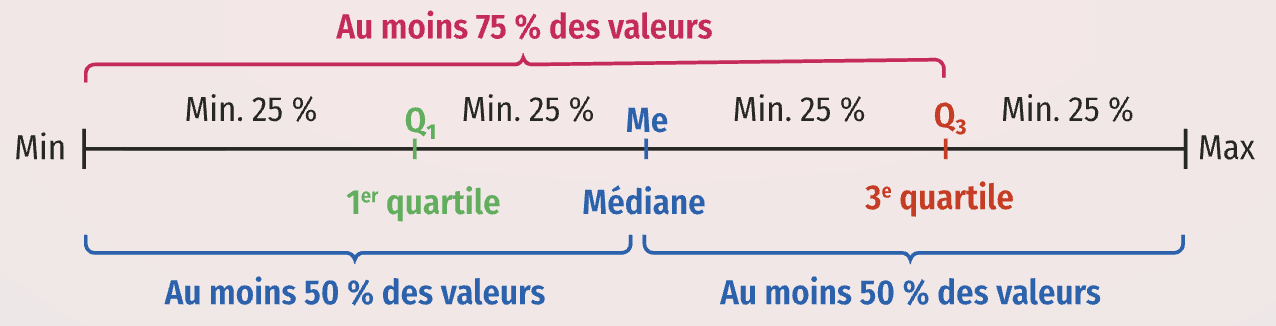 Au moins 75 % des valeurs
Min. 25 % Min. 25 % Min. 25 % Min. 25 %
Q₁ Me Q₃
Min Max
1er quartile Médiane 3e quartile
Au moins 50 % des valeurs Au moins 50 % des valeurs